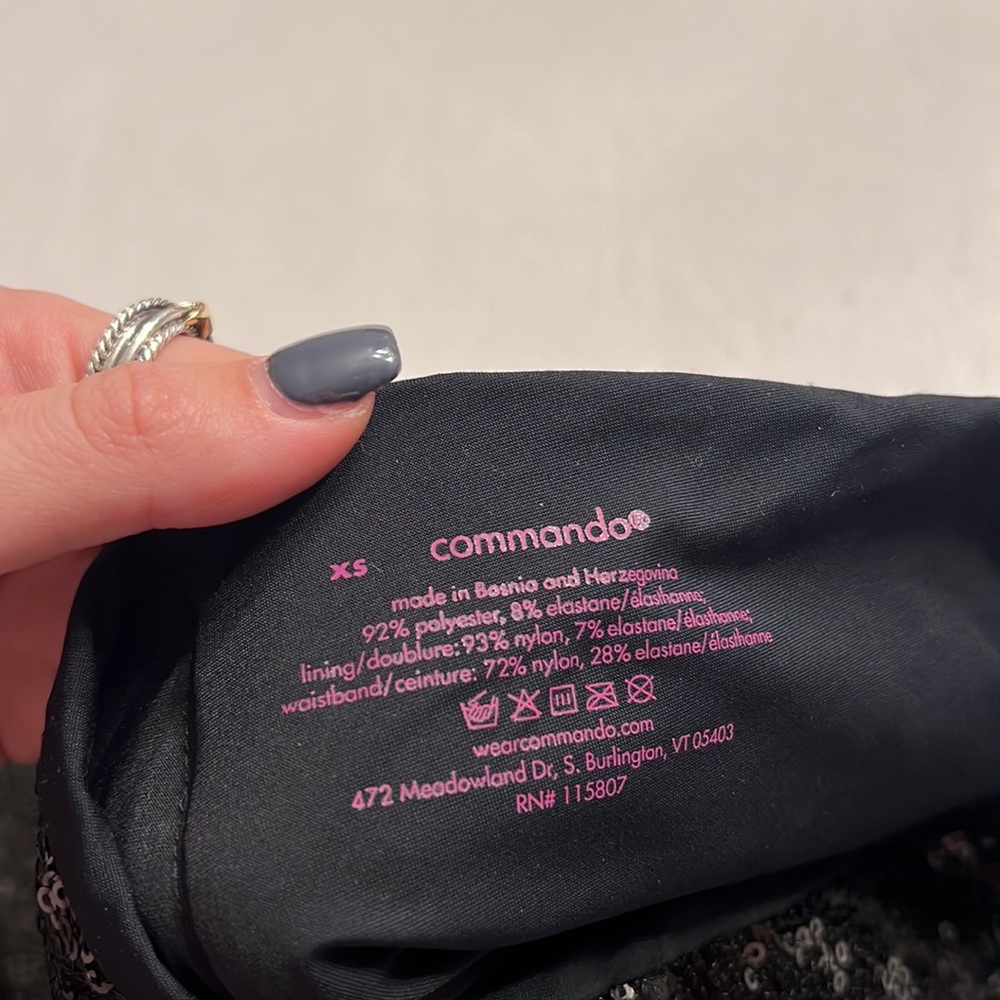 commando®
XS
made in Bosnia and Herzegovina
92% polyester, 8% elastane/élasthanne;
lining/doublure: 93% nylon, 7% elastane/élasthanne;
waistband/ceinture: 72% nylon, 28% elastane/élasthanne
wearcommando.com
472 Meadowland Dr, S. Burlington, VT 05403
RN# 115807